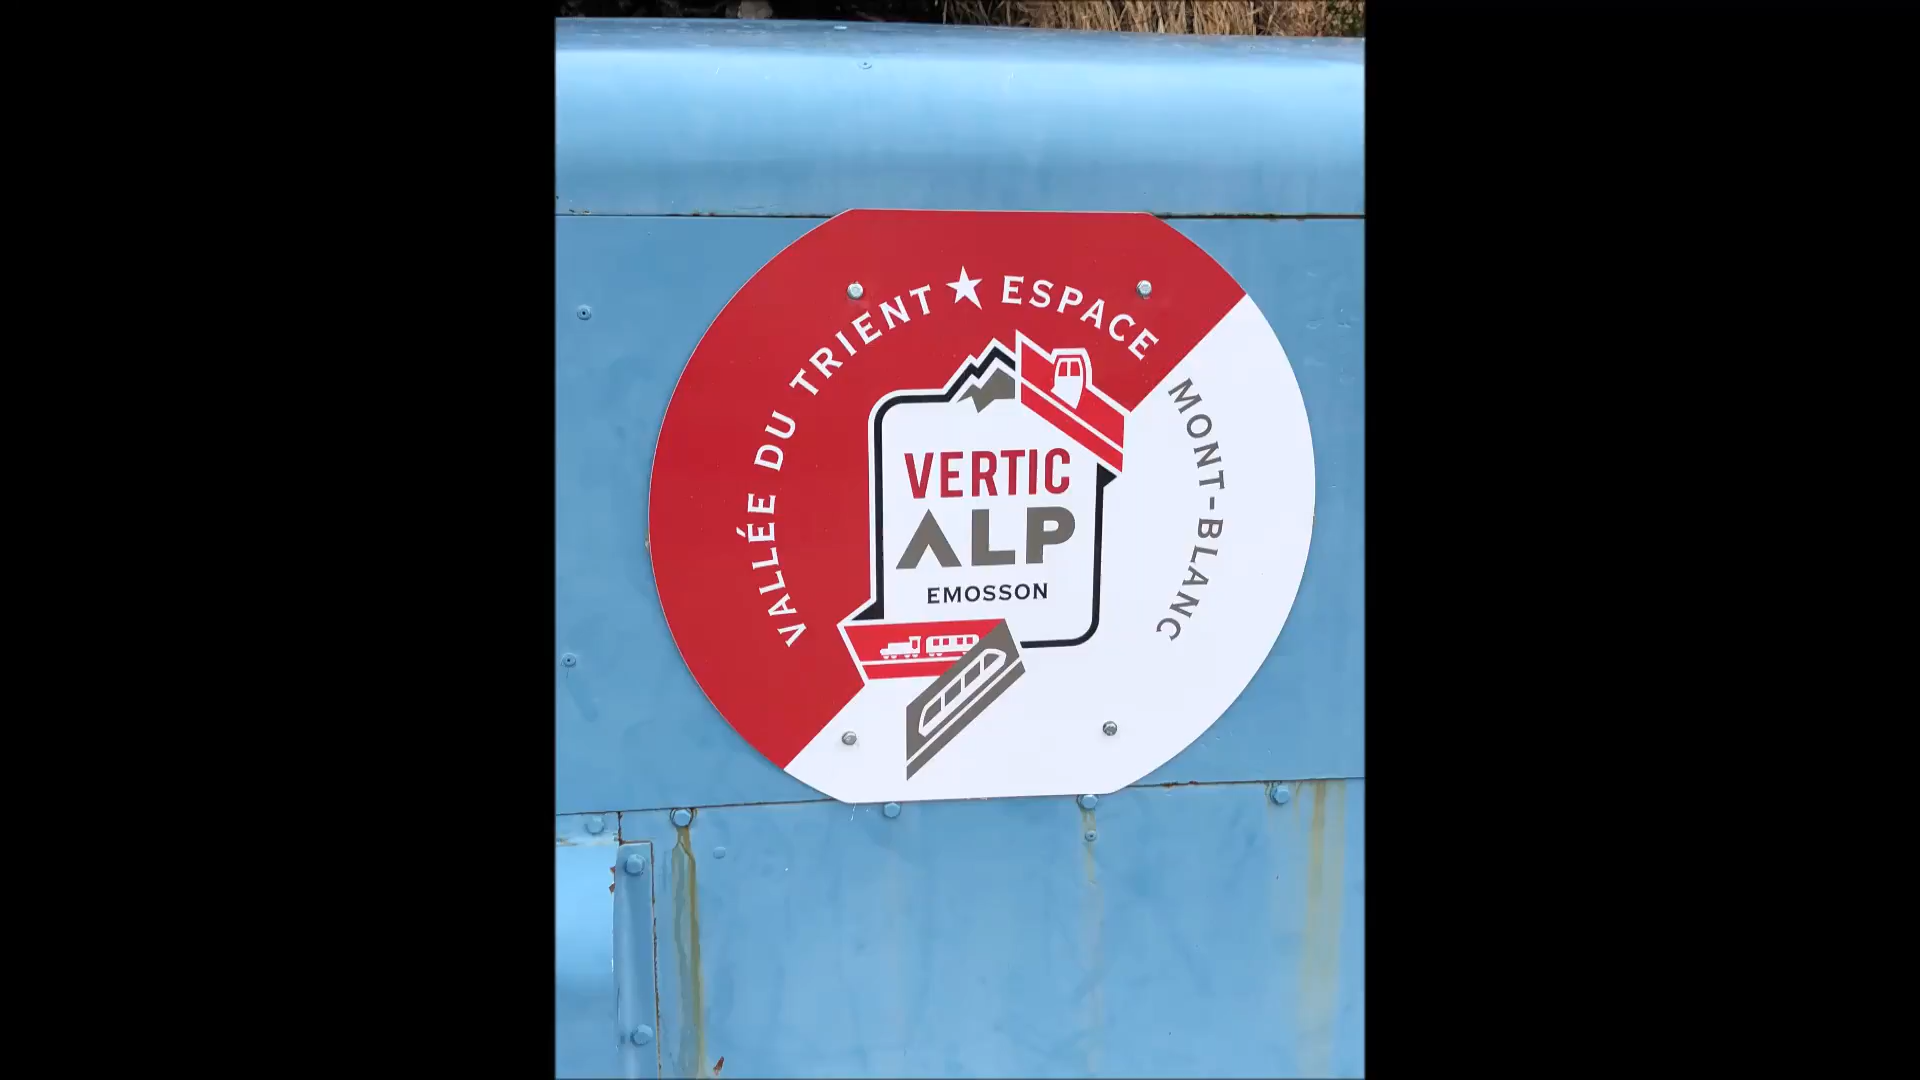 VALLÉE DU TRIENT ★ ESPACE MONT-BLANC
VERTIC
ALP
EMOSSON